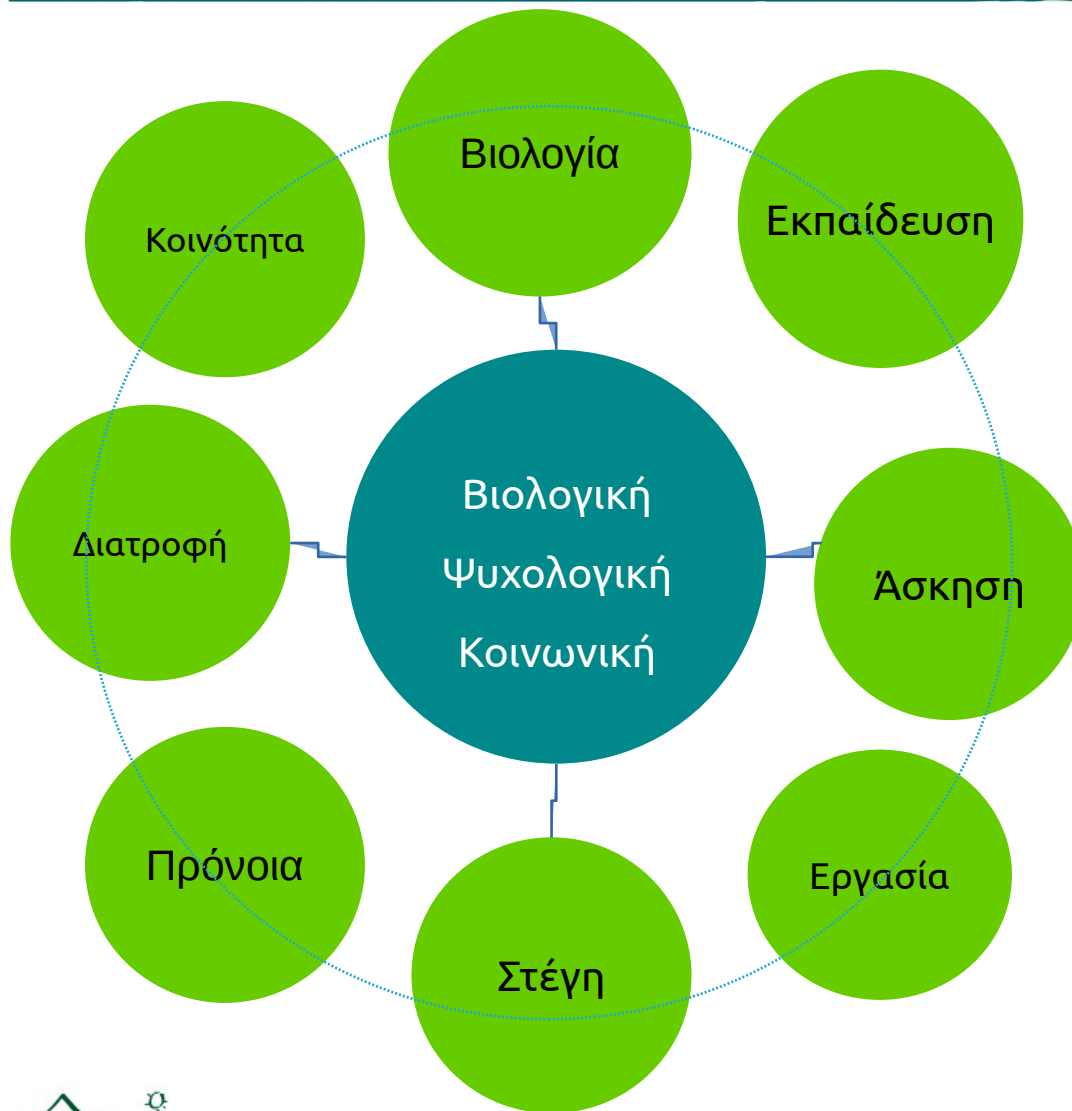 Βιολογία
Εκπαίδευση
Κοινότητα
Βιολογική
Ψυχολογική
Κοινωνική
Διατροφή
Άσκηση
Πρόνοια
Εργασία
Στέγη